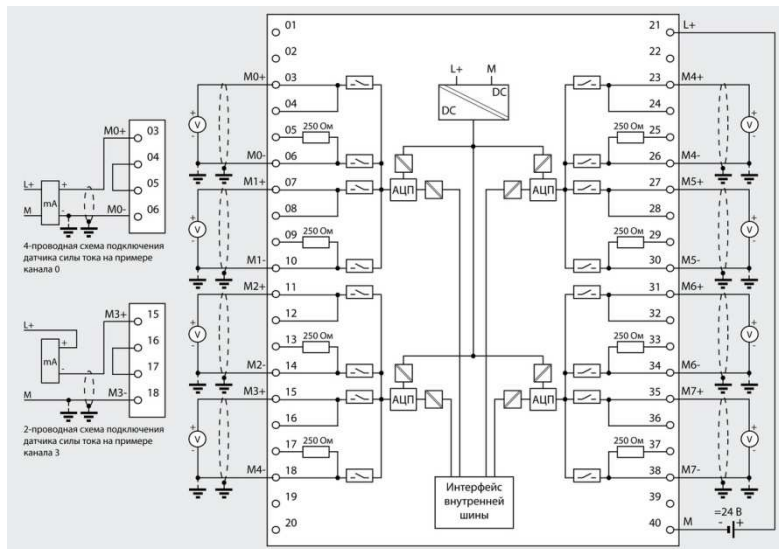 01
02
M0+ 03
04
05 250 Ом
M0- 06
M1+ 07
08
09 250 Ом
M1- 10
M2+ 11
12
13 250 Ом
M2- 14
M3+ 15
16
17 250 Ом
M4- 18
19
20
+ V -
+ V -
+ V -
+ V -
M0+ 03
04
05
M0- 06
L+ + mA
M -
4-проводная схема подключения
датчика силы тока на примере
канала 0
M3+ 15
16
17
M3- 18
L+
+ mA -
M
2-проводная схема подключения
датчика силы тока на примере
канала 3
L+ M
DC
DC
АЦП
АЦП
АЦП
АЦП
Интерфейс
внутренней
шины
21 L+
22
23 M4+
24
250 Ом 25
26 M4-
27 M5+
28
250 Ом 29
30 M5-
31 M6+
32
250 Ом 33
34 M6-
35 M7+
36
250 Ом 37
38 M7-
39
40 M
+ V -
+ V -
+ V -
+ V -
=24 В
- +